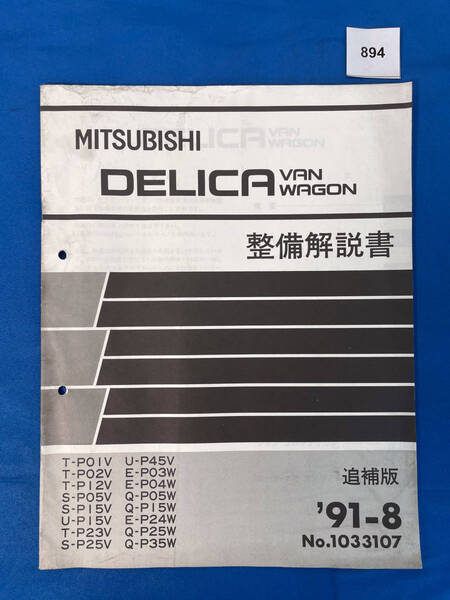 894
MITSUBISHI
DELICA VAN WAGON
整備解説書
T-P01V U-P45V
T-P02V E-P03W
T-P12V E-P04W
S-P05V Q-P05W
S-P15V Q-P15W
U-P15V E-P24W
T-P23V Q-P25W
S-P25V Q-P35W
追補版
'91-8
No.1033107